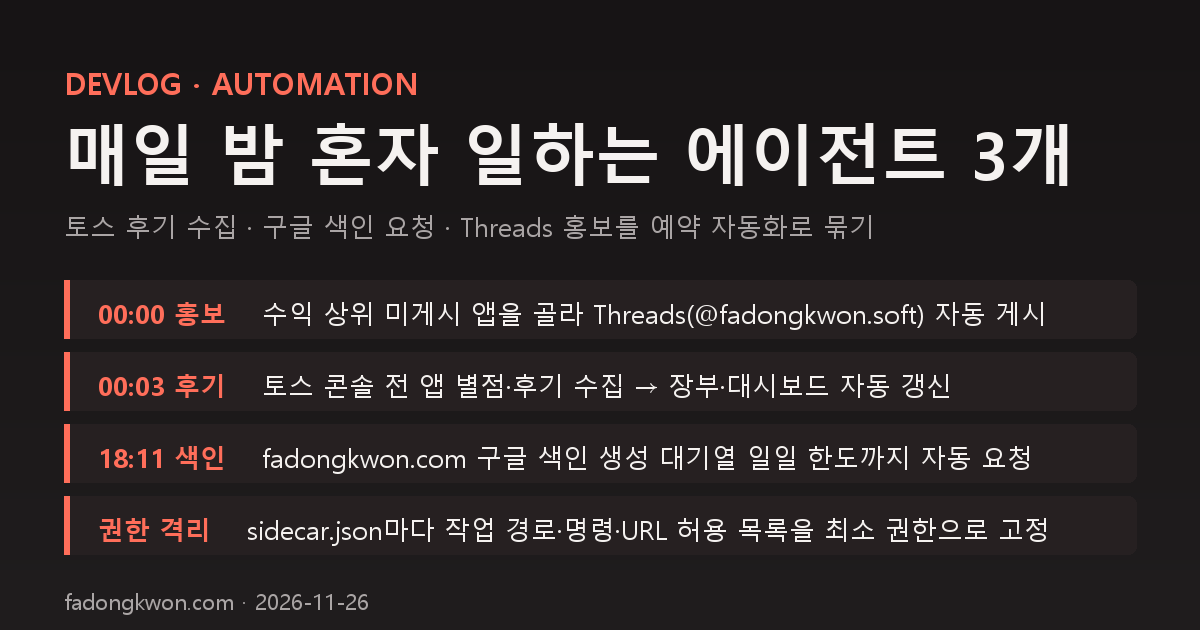 DEVLOG · AUTOMATION
매일 밤 혼자 일하는 에이전트 3개
토스 후기 수집 · 구글 색인 요청 · Threads 홍보를 예약 자동화로 묶기
00:00 홍보 수익 상위 미게시 앱을 골라 Threads(@fadongkwon.soft) 자동 게시
00:03 후기 토스 콘솔 전 앱 별점·후기 수집 → 장부·대시보드 자동 갱신
18:11 색인 fadongkwon.com 구글 색인 생성 대기열 일일 한도까지 자동 요청
권한 격리 sidecar.json마다 작업 경로·명령·URL 허용 목록을 최소 권한으로 고정
fadongkwon.com · 2026-11-26